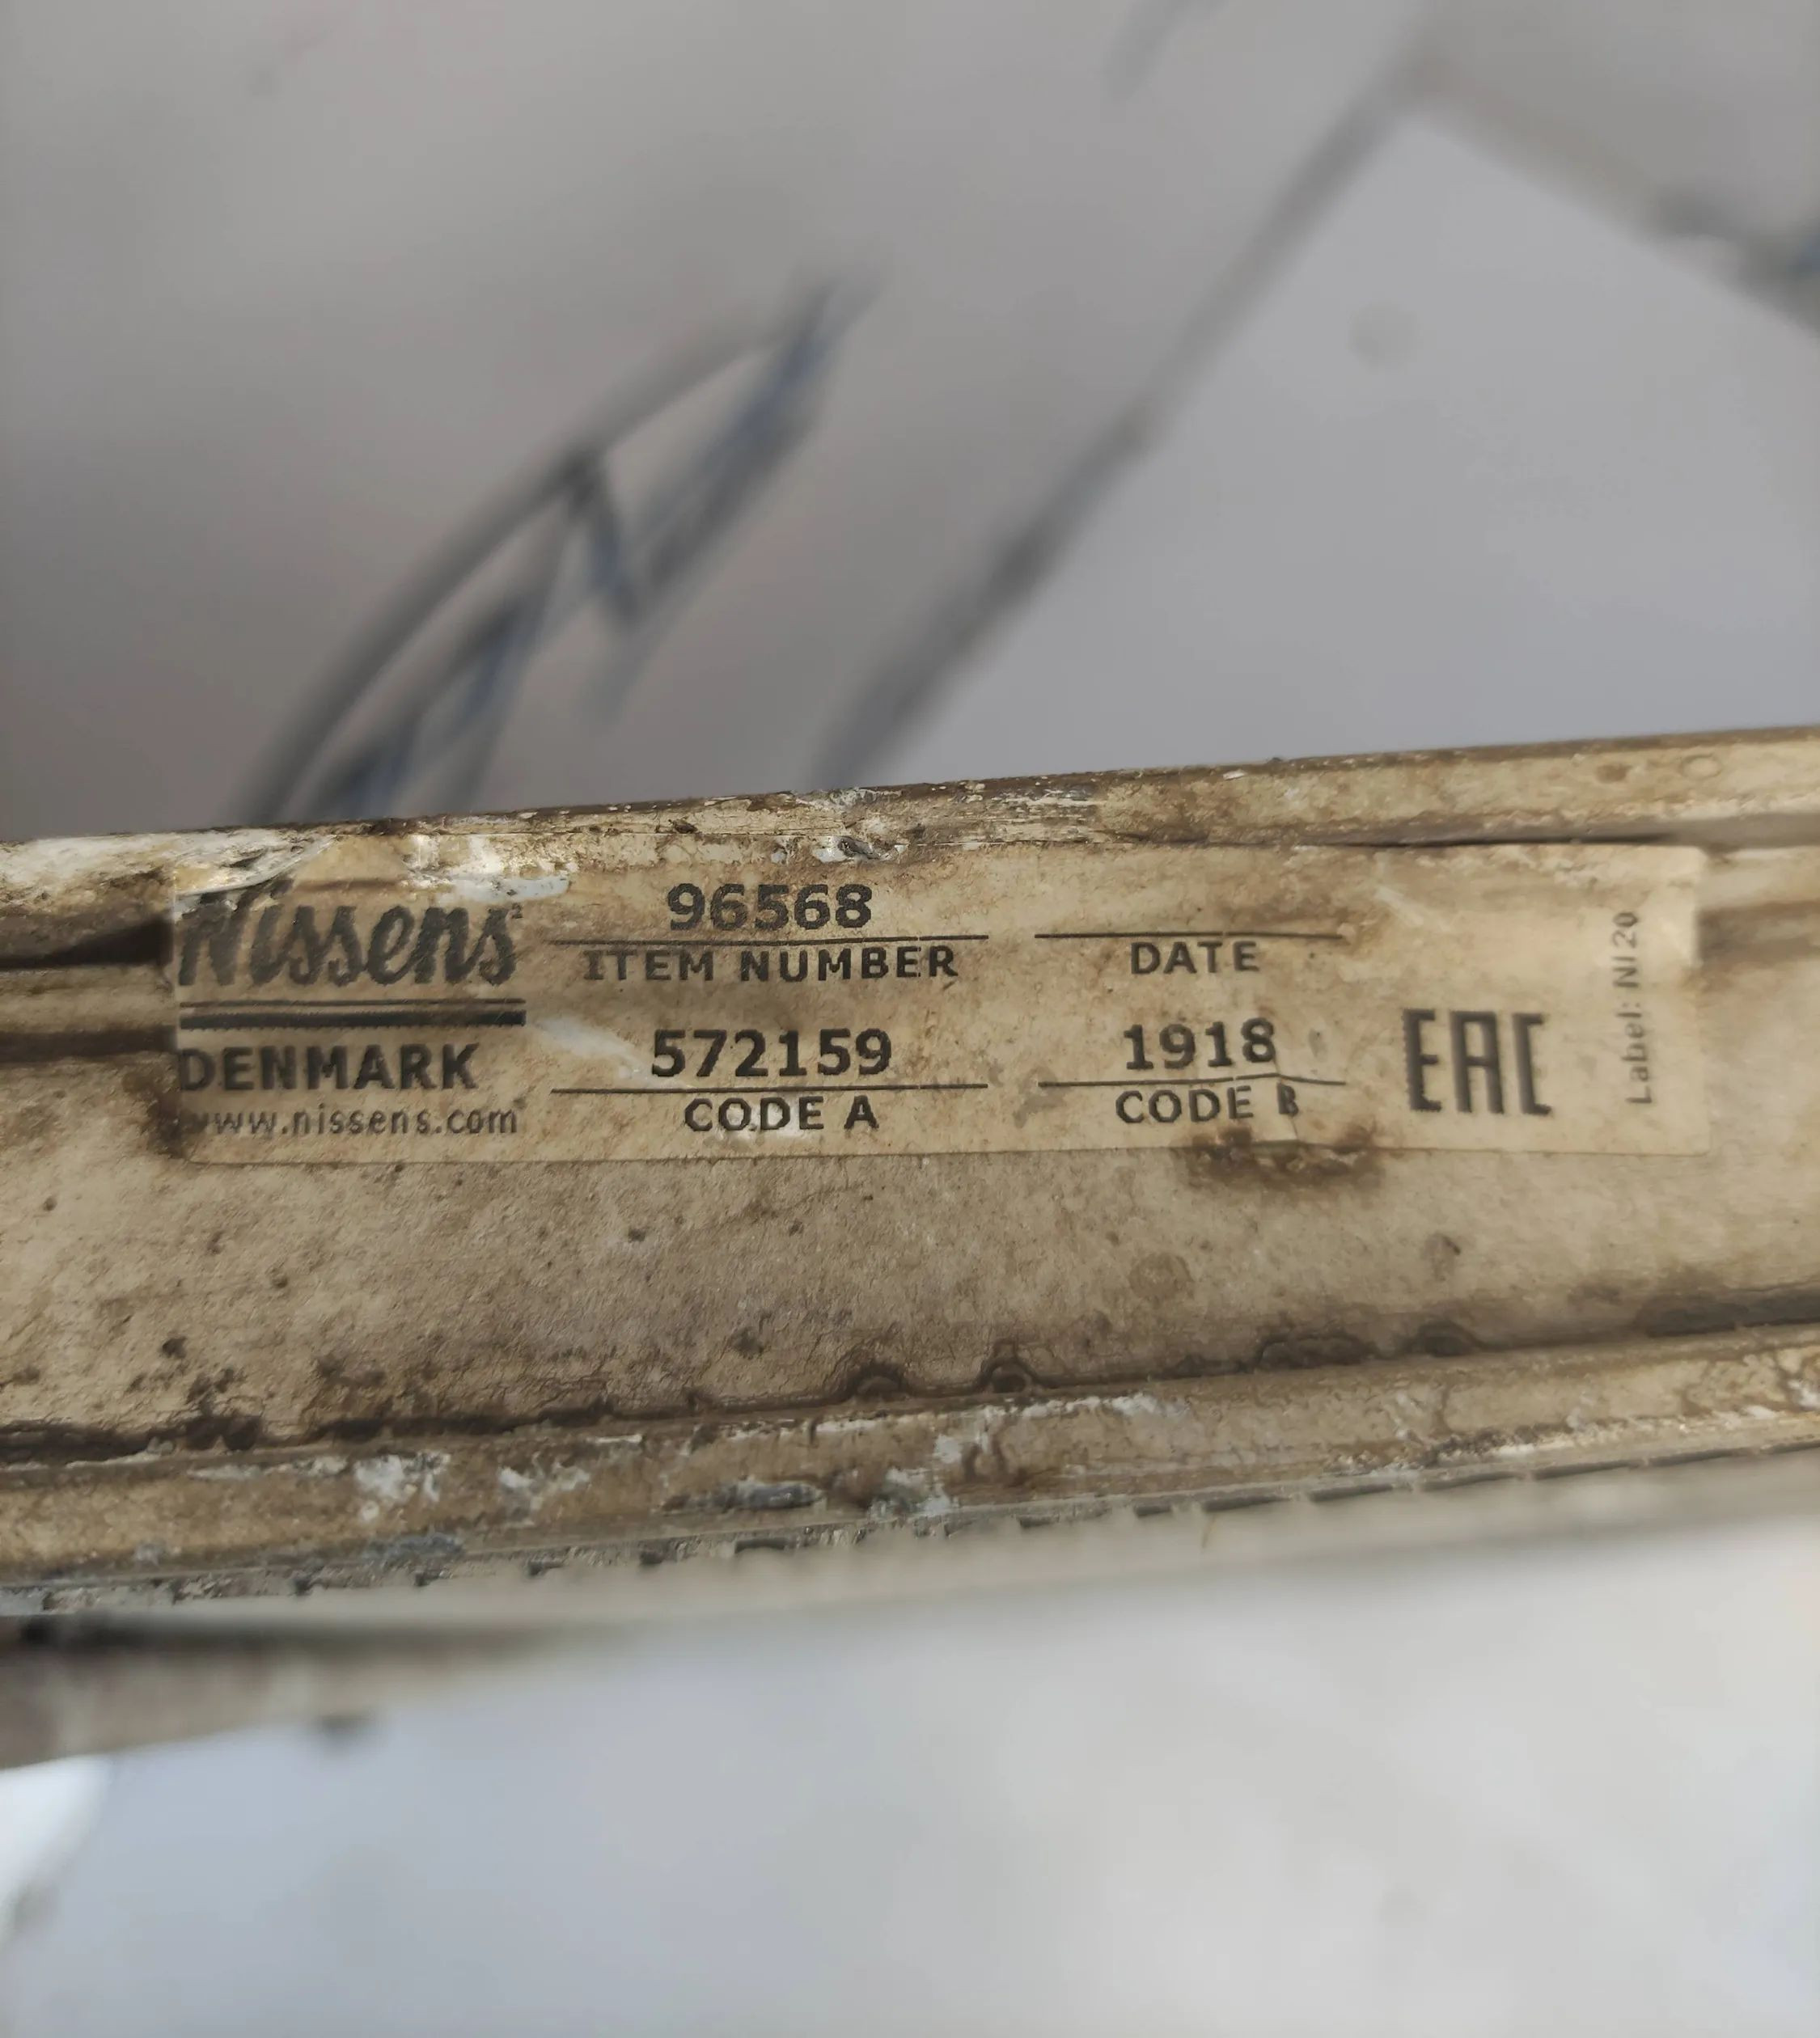 Nissens
DENMARK
www.nissens.com
96568
ITEM NUMBER
DATE
572159
CODE A
1918
CODE B
EAC
Label: NI20